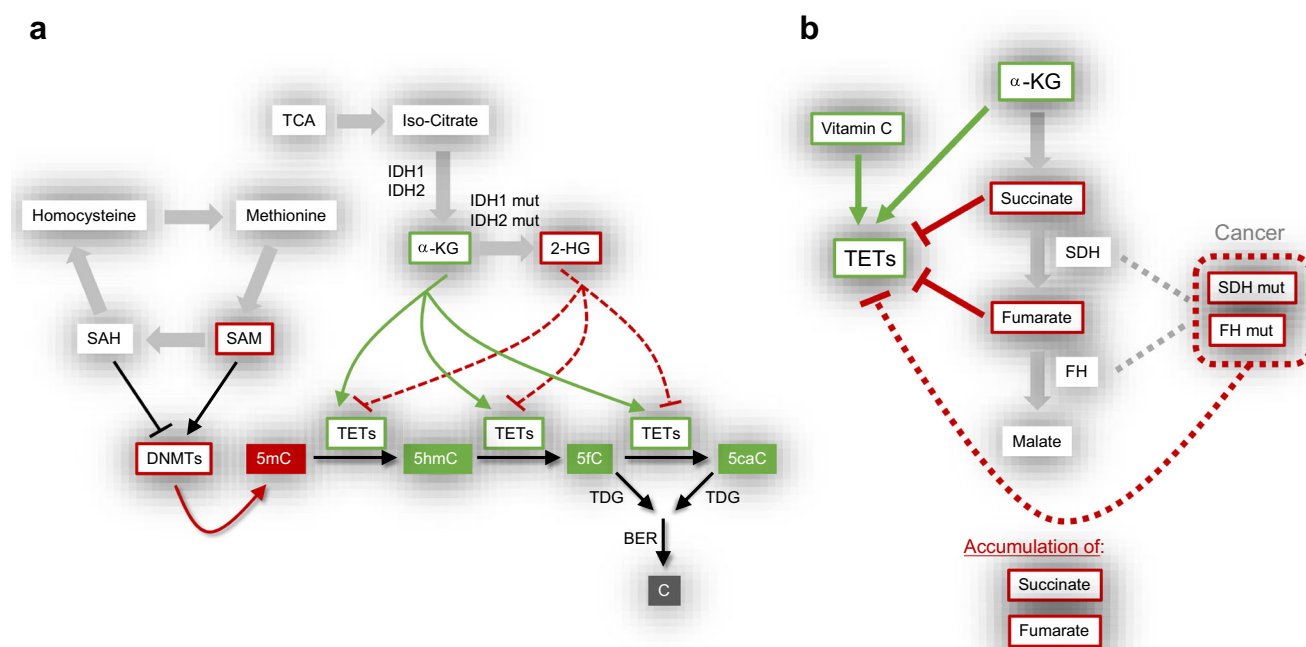 a
TCA
Iso-Citrate
IDH1
IDH2
IDH1 mut
IDH2 mut
Homocysteine
Methionine
α-KG
2-HG
SAH
SAM
TETs
TETs
TETs
DNMTs
5mC
5hmC
5fC
5caC
TDG
TDG
BER
C
b
α-KG
Vitamin C
Succinate
TETs
SDH
Cancer
SDH mut
Fumarate
FH mut
FH
Malate
Accumulation of:
Succinate
Fumarate